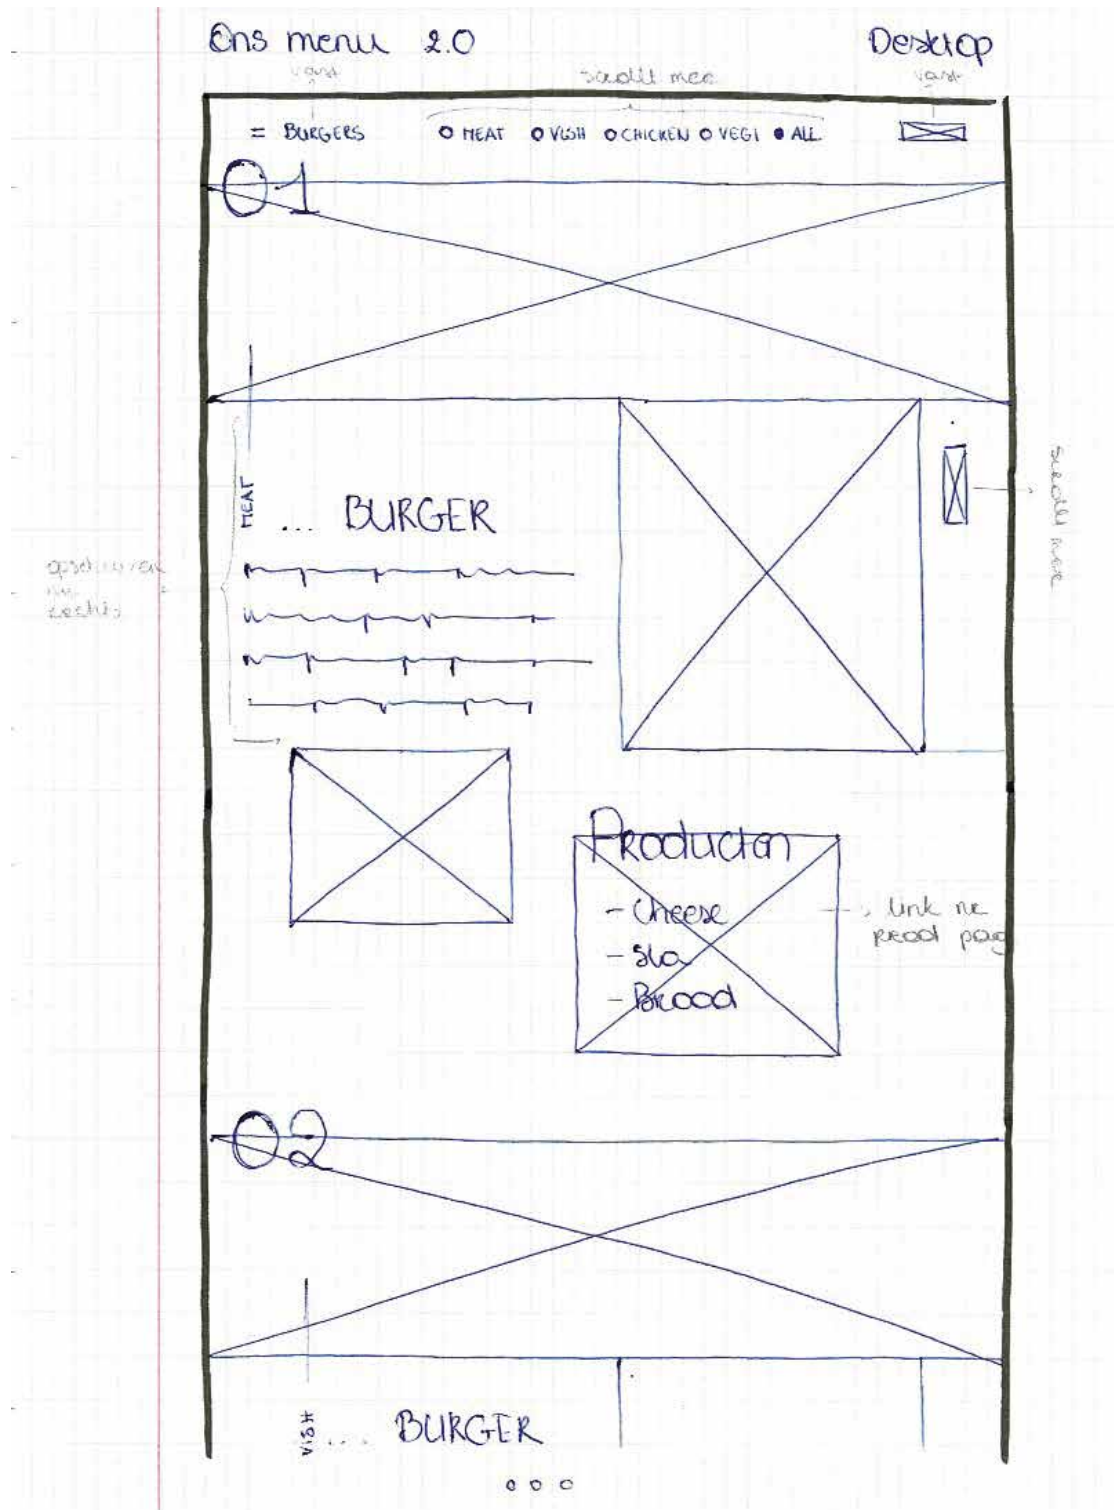 Ons menu 2.0 Desktop
vast scrollt mee vast
= BURGERS MEAT VISH CHICKEN VEGI ALL
01
MEAT
... BURGER
scrollt mee
Producten
- Cheese
- Sla
- Brood
link nr
prod pag
02
VISH
... BURGER